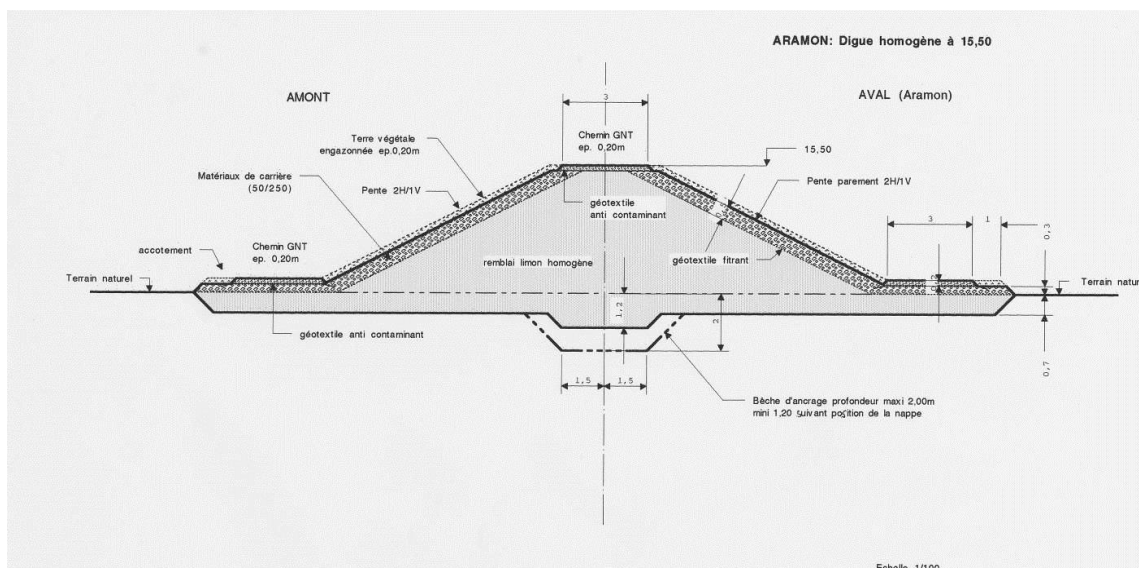 ARAMON: Digue homogène à 15,50
AMONT
AVAL (Aramon)
3
Chemin GNT
ep. 0,20m
Terre végétale
engazonnée ep.0,20m
15,50
Matériaux de carrière
(50/250)
Pente 2H/1V
Pente parement 2H/1V
géotextile
anti contaminant
3
1
0,3
accotement
Chemin GNT
ep. 0,20m
remblai limon homogène
géotextile fitrant
0,2
Terrain naturel
Terrain natur
1,2
2
géotextile anti contaminant
0,7
1,5
1,5
Bèche d'ancrage profondeur maxi 2,00m
mini 1,20 suivant position de la nappe
Echelle 1/100